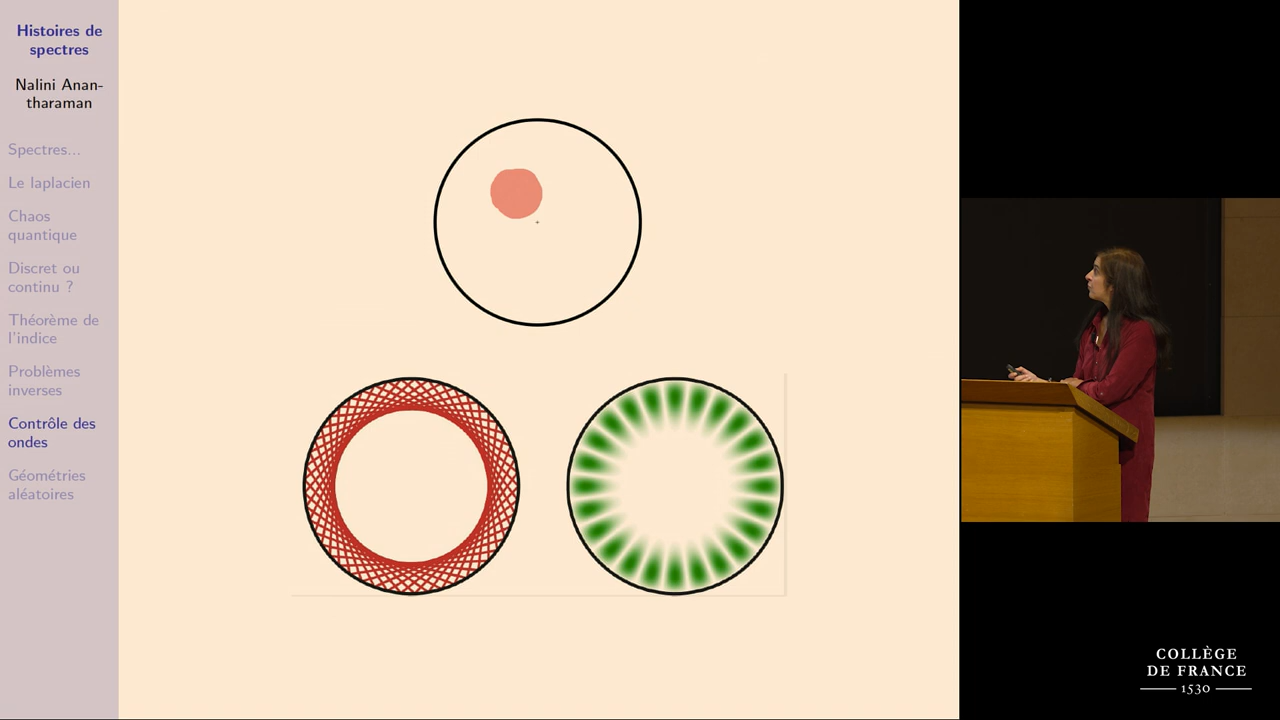 Histoires de
spectres
Nalini Anan-
tharaman
Spectres...
Le laplacien
Chaos
quantique
Discret ou
continu ?
Théorème de
l'indice
Problèmes
inverses
Contrôle des
ondes
Géométries
aléatoires
COLLÈGE
DE FRANCE
1530